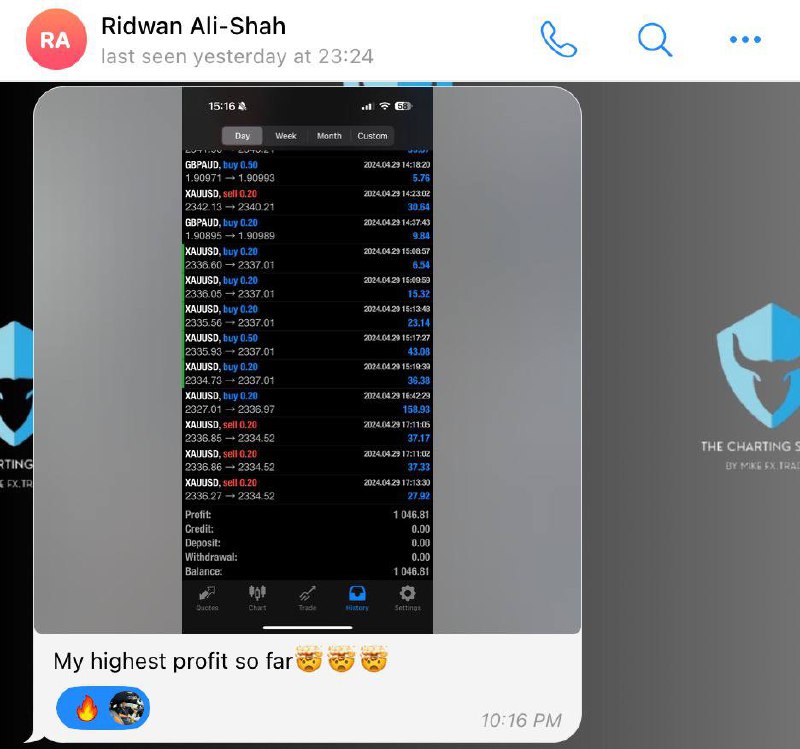 RA
Ridwan Ali-Shah
last seen yesterday at 23:24
15:16
58
Day Week Month Custom
GBPAUD, buy 0.50 2024.04.29 14:18:20
1.90971 → 1.90993 5.76
XAUUSD, sell 0.20 2024.04.29 14:23:02
2342.13 → 2340.21 30.64
GBPAUD, buy 0.20 2024.04.29 14:37:43
1.90895 → 1.90989 9.84
XAUUSD, buy 0.20 2024.04.29 15:08:57
2336.60 → 2337.01 6.54
XAUUSD, buy 0.20 2024.04.29 15:09:59
2336.05 → 2337.01 15.32
XAUUSD, buy 0.20 2024.04.29 15:13:48
2335.56 → 2337.01 23.14
XAUUSD, buy 0.50 2024.04.29 15:17:27
2335.93 → 2337.01 43.08
XAUUSD, buy 0.20 2024.04.29 15:19:39
2334.73 → 2337.01 36.38
XAUUSD, buy 0.20 2024.04.29 16:42:29
2327.01 → 2336.97 158.93
XAUUSD, sell 0.20 2024.04.29 17:11:05
2336.85 → 2334.52 37.17
XAUUSD, sell 0.20 2024.04.29 17:11:02
2336.86 → 2334.52 37.33
XAUUSD, sell 0.20 2024.04.29 17:13:30
2336.27 → 2334.52 27.92
Profit: 1 046.81
Credit: 0.00
Deposit: 0.00
Withdrawal: 0.00
Balance: 1 046.81
Quotes Chart Trade History Settings
My highest profit so far🤯🤯🤯
10:16 PM
THE CHARTING S
BY MIKE FX.TRAD
RTING
E FX.TR